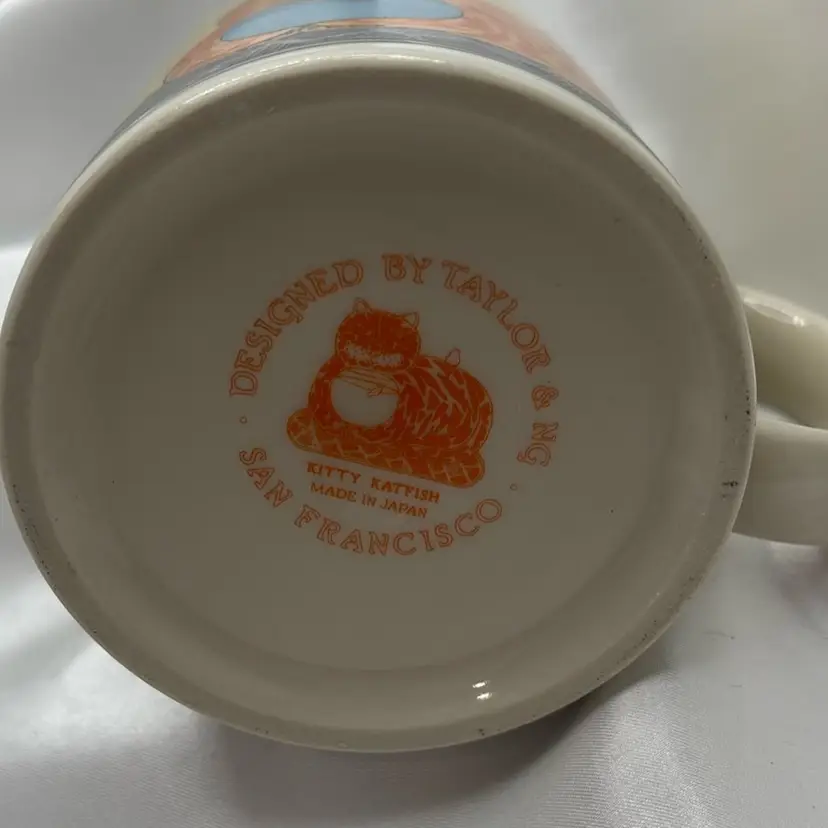 DESIGNED BY TAYLOR & NG
KITTY KATFISH
MADE IN JAPAN
SAN FRANCISCO